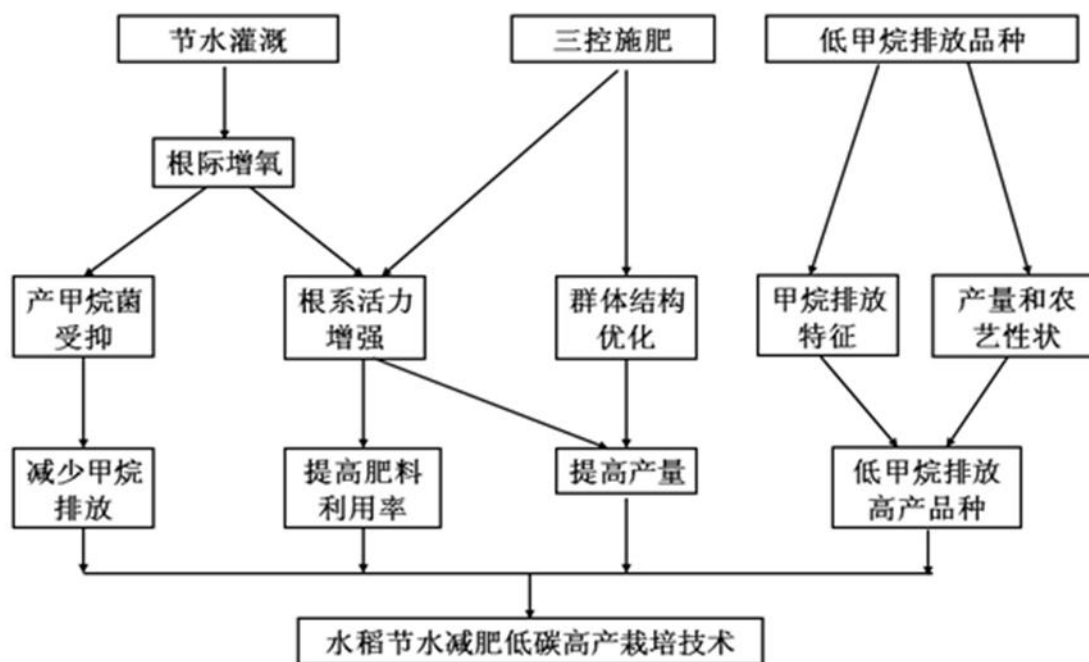 节水灌溉
三控施肥
低甲烷排放品种
根际增氧
产甲烷菌
受抑
根系活力
增强
群体结构
优化
甲烷排放
特征
产量和农
艺性状
减少甲烷
排放
提高肥料
利用率
提高产量
低甲烷排放
高产品种
水稻节水减肥低碳高产栽培技术